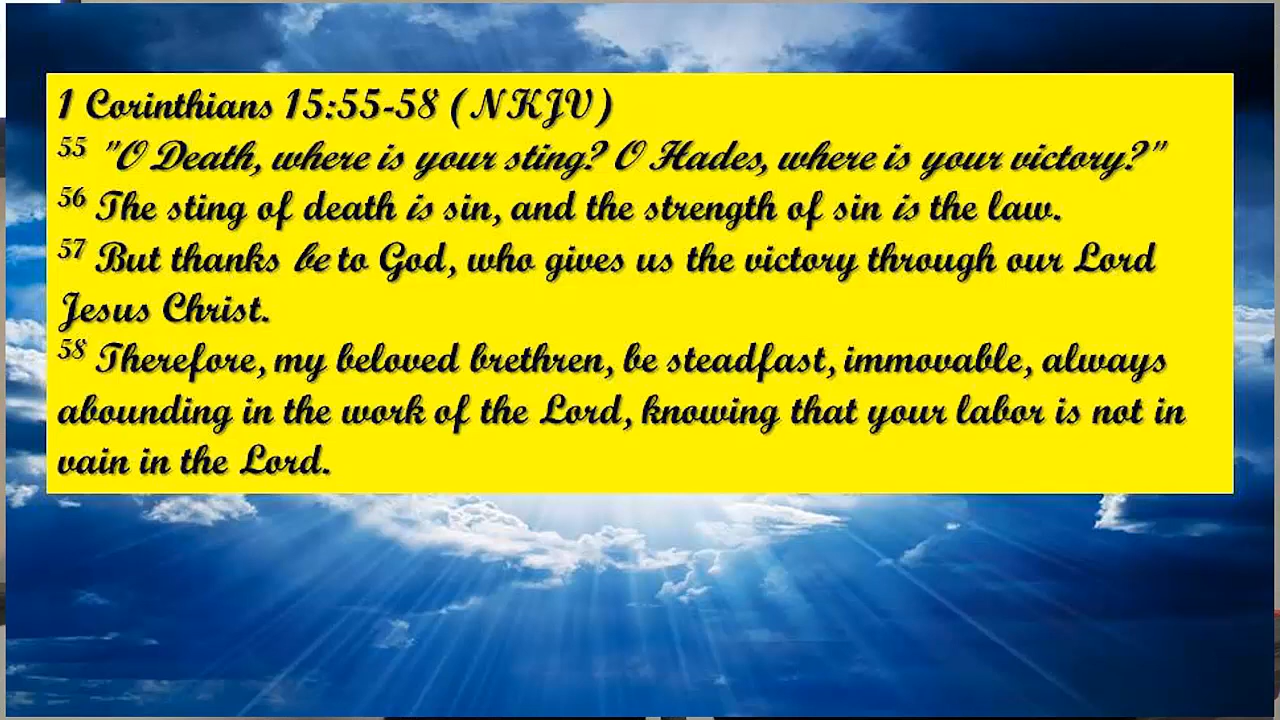 1 Corinthians 15:55-58 (NKJV)
55 "O Death, where is your sting? O Hades, where is your victory?"
56 The sting of death is sin, and the strength of sin is the law.
57 But thanks be to God, who gives us the victory through our Lord
Jesus Christ.
58 Therefore, my beloved brethren, be steadfast, immovable, always
abounding in the work of the Lord, knowing that your labor is not in
vain in the Lord.